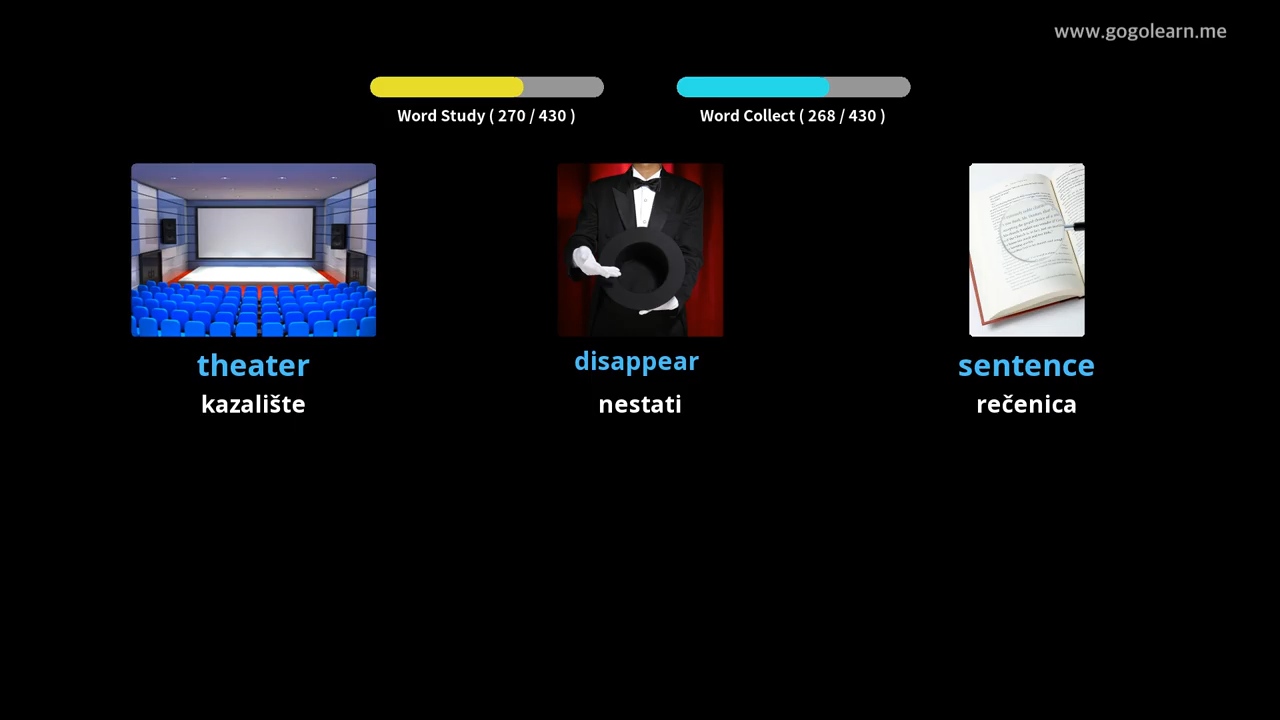 www.gogolearn.me
Word Study ( 270 / 430 )
Word Collect ( 268 / 430 )
theater
disappear
sentence
kazalište
nestati
rečenica